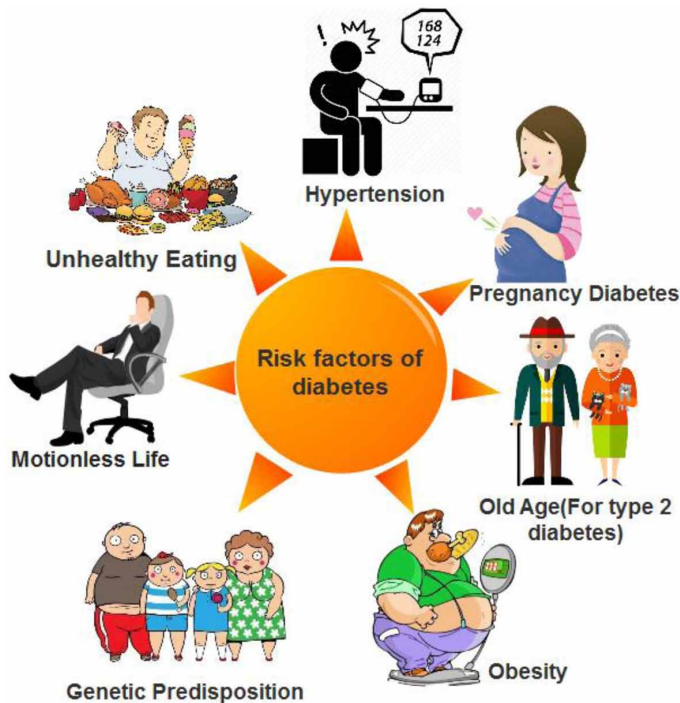 168
124
Hypertension
Unhealthy Eating
Pregnancy Diabetes
Risk factors of
diabetes
Motionless Life
Old Age(For type 2
diabetes)
Obesity
Genetic Predisposition